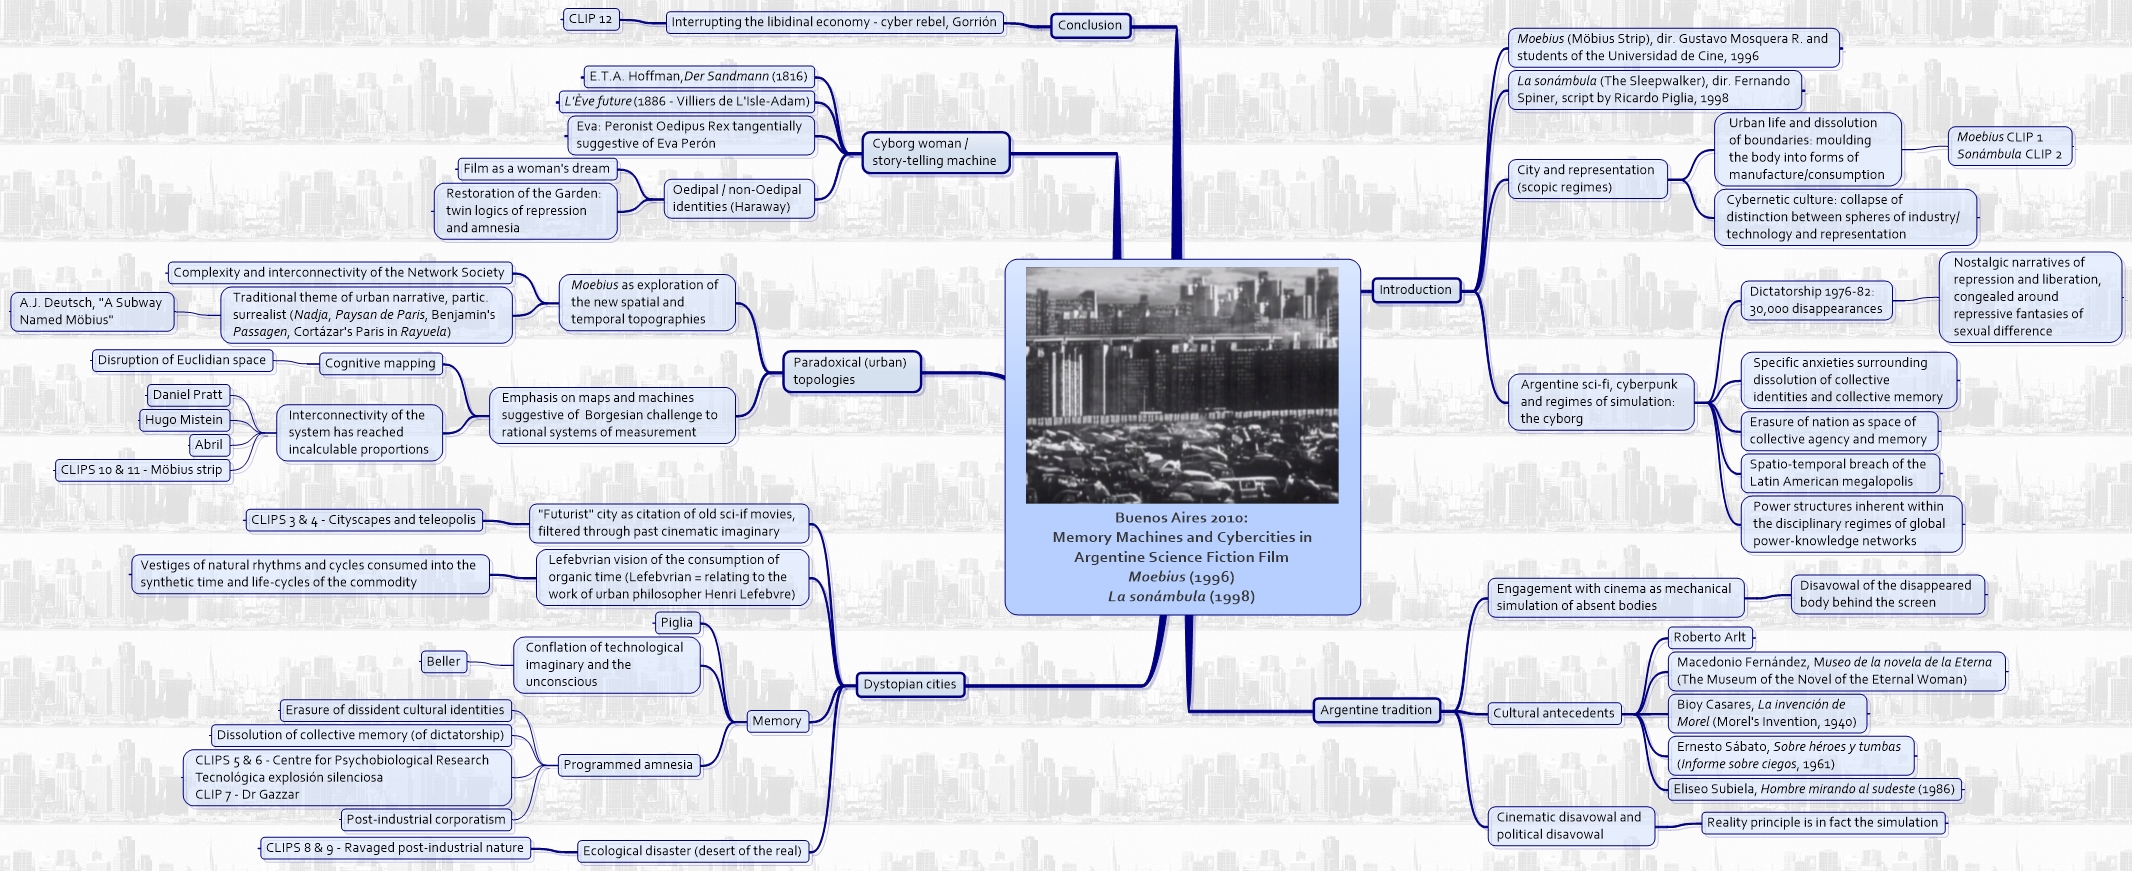 Buenos Aires 2010:
Memory Machines and Cybercities in
Argentine Science Fiction Film
Moebius (1996)
La sonámbula (1998)
Introduction
Moebius (Möbius Strip), dir. Gustavo Mosquera R. and
students of the Universidad de Cine, 1996
La sonámbula (The Sleepwalker), dir. Fernando
Spiner, script by Ricardo Piglia, 1998
City and representation
(scopic regimes)
Urban life and dissolution
of boundaries: moulding
the body into forms of
manufacture/consumption
Moebius CLIP 1
Sonámbula CLIP 2
Cybernetic culture: collapse of
distinction between spheres of industry/
technology and representation
Argentine sci-fi, cyberpunk
and regimes of simulation:
the cyborg
Dictatorship 1976-82:
30,000 disappearances
Nostalgic narratives of
repression and liberation,
congealed around
repressive fantasies of
sexual difference
Specific anxieties surrounding
dissolution of collective
identities and collective memory
Erasure of nation as space of
collective agency and memory
Spatio-temporal breach of the
Latin American megalopolis
Power structures inherent within
the disciplinary regimes of global
power-knowledge networks
Argentine tradition
Engagement with cinema as mechanical
simulation of absent bodies
Disavowal of the disappeared
body behind the screen
Cultural antecedents
Roberto Arlt
Macedonio Fernández, Museo de la novela de la Eterna
(The Museum of the Novel of the Eternal Woman)
Bioy Casares, La invención de
Morel (Morel's Invention, 1940)
Ernesto Sábato, Sobre héroes y tumbas
(Informe sobre ciegos, 1961)
Eliseo Subiela, Hombre mirando al sudeste (1986)
Cinematic disavowal and
political disavowal
Reality principle is in fact the simulation
Dystopian cities
"Futurist" city as citation of old sci-if movies,
filtered through past cinematic imaginary
CLIPS 3 & 4 - Cityscapes and teleopolis
Lefebvrian vision of the consumption of
organic time (Lefebvrian = relating to the
work of urban philosopher Henri Lefebvre)
Vestiges of natural rhythms and cycles consumed into the
synthetic time and life-cycles of the commodity
Memory
Piglia
Conflation of technological
imaginary and the
unconscious
Beller
Programmed amnesia
Erasure of dissident cultural identities
Dissolution of collective memory (of dictatorship)
CLIPS 5 & 6 - Centre for Psychobiological Research
Tecnológica explosión silenciosa
CLIP 7 - Dr Gazzar
Post-industrial corporatism
Ecological disaster (desert of the real)
CLIPS 8 & 9 - Ravaged post-industrial nature
Paradoxical (urban)
topologies
Moebius as exploration of
the new spatial and
temporal topographies
Complexity and interconnectivity of the Network Society
Traditional theme of urban narrative, partic.
surrealist (Nadja, Paysan de Paris, Benjamin's
Passagen, Cortázar's Paris in Rayuela)
A.J. Deutsch, "A Subway
Named Möbius"
Emphasis on maps and machines
suggestive of Borgesian challenge to
rational systems of measurement
Cognitive mapping
Disruption of Euclidian space
Interconnectivity of the
system has reached
incalculable proportions
Daniel Pratt
Hugo Mistein
Abril
CLIPS 10 & 11 - Möbius strip
Cyborg woman /
story-telling machine
E.T.A. Hoffman, Der Sandmann (1816)
L'Ève future (1886 - Villiers de L'Isle-Adam)
Eva: Peronist Oedipus Rex tangentially
suggestive of Eva Perón
Oedipal / non-Oedipal
identities (Haraway)
Film as a woman's dream
Restoration of the Garden:
twin logics of repression
and amnesia
Conclusion
Interrupting the libidinal economy - cyber rebel, Gorrión
CLIP 12